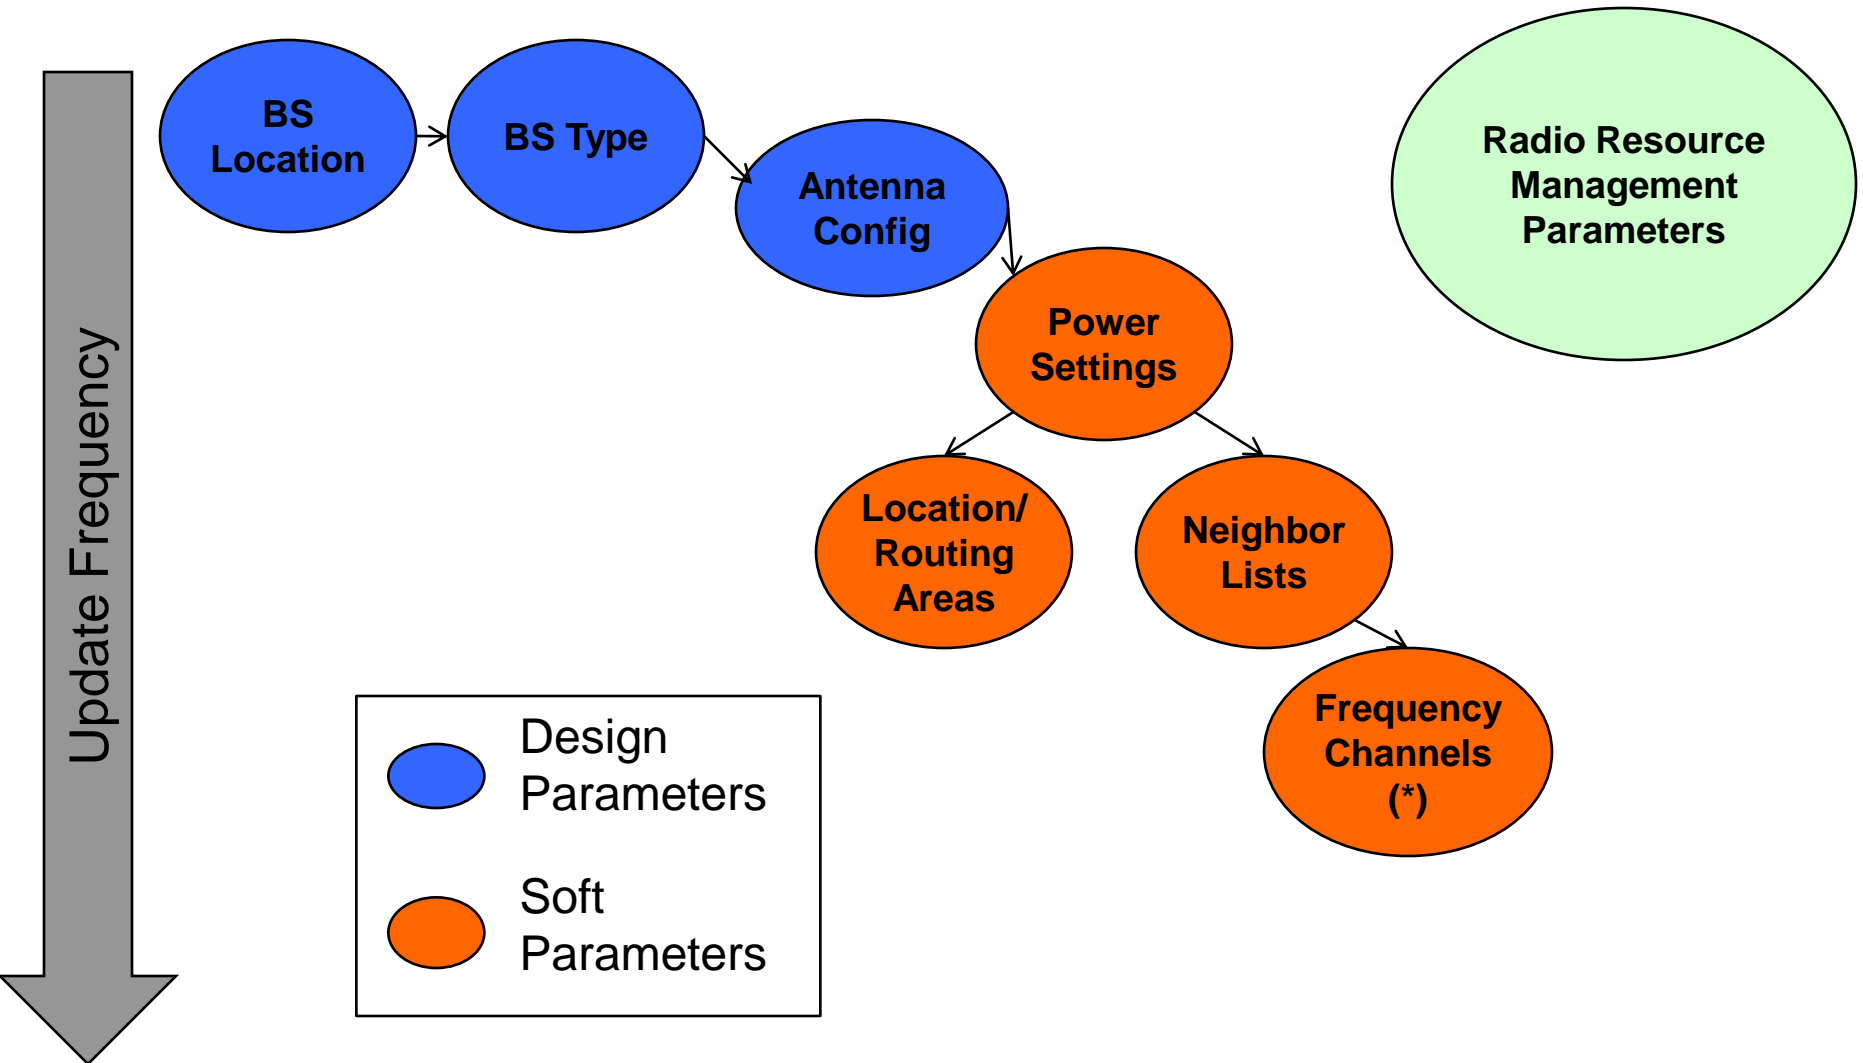 Update Frequency
BS
Location
BS Type
Antenna
Config
Radio Resource
Management
Parameters
Power
Settings
Location/
Routing
Areas
Neighbor
Lists
Frequency
Channels
(*)
Design
Parameters
Soft
Parameters